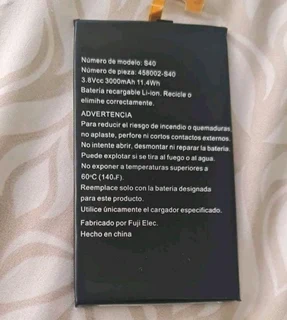 Número de modelo: S40
Número de pieza: 458002-S40
3.8Vcc 3000mAh 11.4Wh
Batería recargable Li-ion. Recicle o
elimine correctamente.
ADVERTENCIA
Para reducir el riesgo de incendio o quemaduras,
no aplaste, perfore ni cortes contactos externos.
No intente abrir, desmontar ni reparar la batería.
Puede explotar si se tira al fuego o al agua.
No exponer a temperaturas superiores a
60ºC (140.F).
Reemplace solo con la batería designada
para este producto.
Utilice únicamente el cargador especificado.
Fabricado por Fuji Elec.
Hecho en china